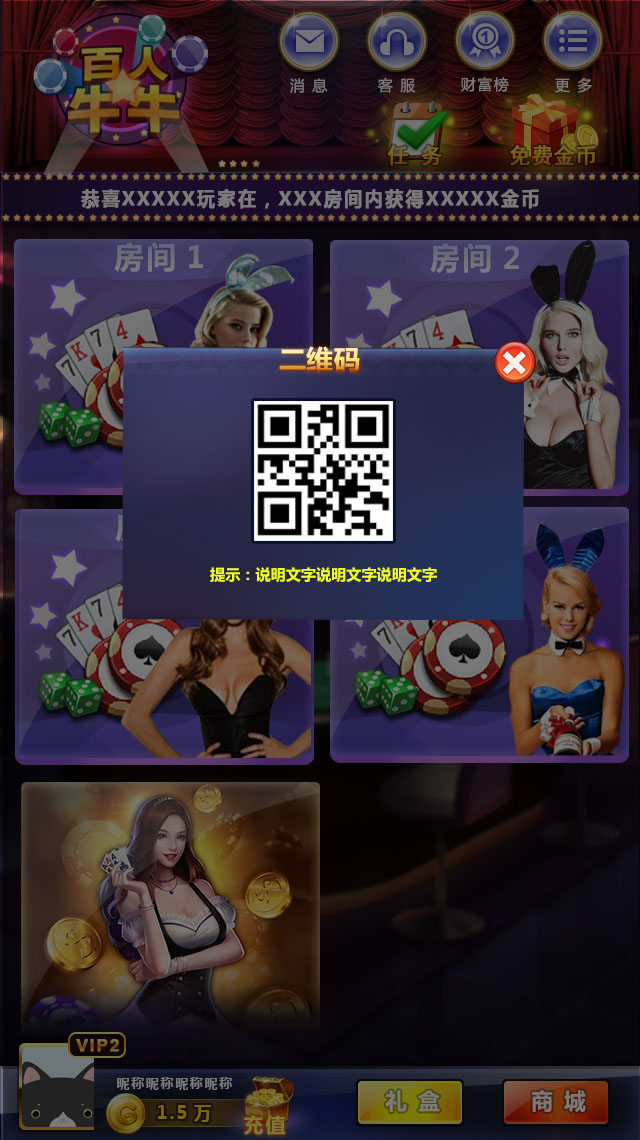 百人
牛牛
消息
客服
财富榜
更多
任务
免费金币
恭喜XXXXX玩家在，XXX房间内获得XXXXX金币
房间 1
房间 2
K 7 4
二维码
提示：说明文字说明文字说明文字
VIP2
昵称昵称昵称昵称
1.5 万
充值
礼 盒
商 城